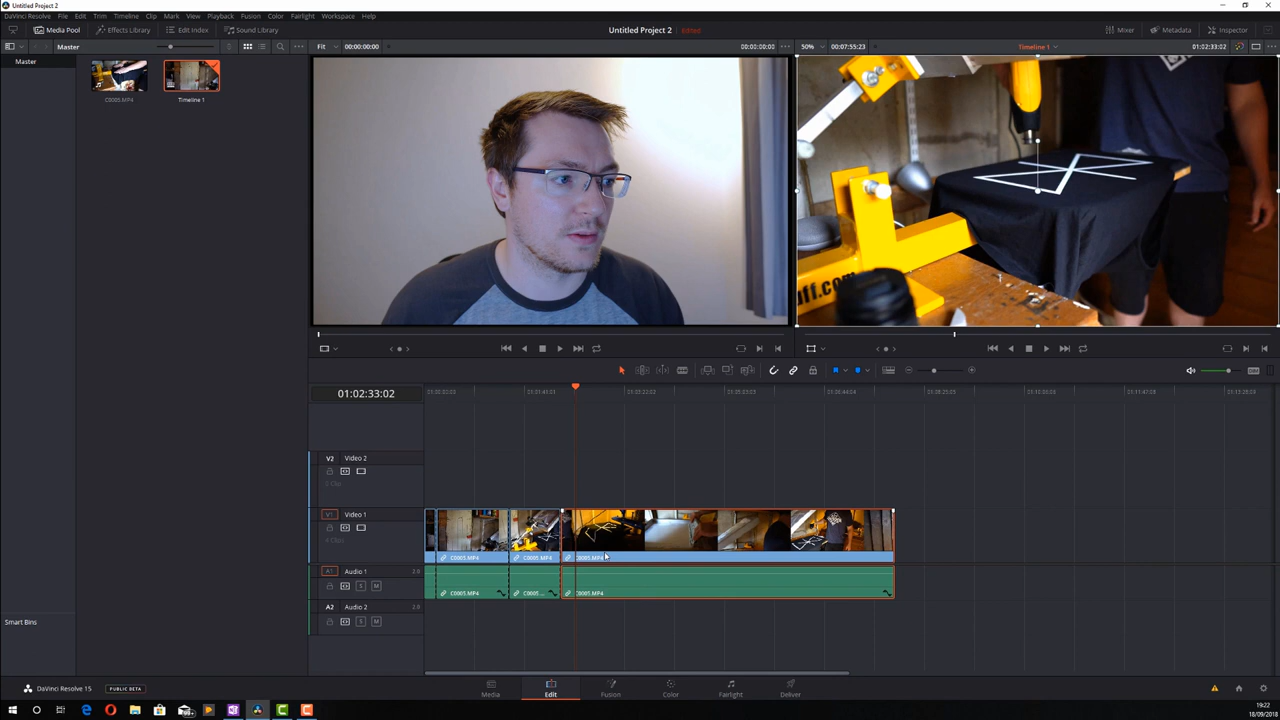 Untitled Project 2
DaVinci Resolve File Edit Trim Timeline Clip Mark View Playback Fusion Color Fairlight Workspace Help
Media Pool Effects Library Edit Index Sound Library
Untitled Project 2 Edited
Mixer Metadata Inspector
Master
Fit 00:00:00:00
00:00:00:00
50% 00:07:55:23
Timeline 1
01:02:33:02
Master
C0005.MP4
Timeline 1
uff.com
01:02:33:02
V2 Video 2
V1 Video 1
C0005.MP4
C0005.MP4
C0005.MP4
A1 Audio 1 2.0
S M
C0005.MP4
C0005...
C0005.MP4
A2 Audio 2
S M
Smart Bins
DaVinci Resolve 15 PUBLIC BETA
Media Edit Fusion Color Fairlight Deliver
19:22
18/09/2018